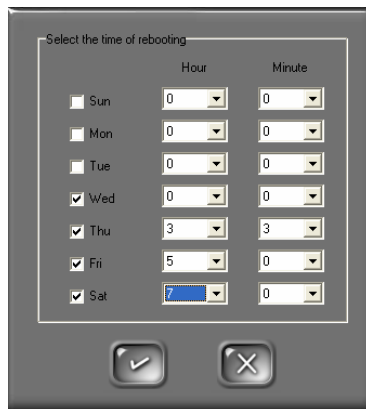 Select the time of rebooting
Hour Minute
Sun 0 0
Mon 0 0
Tue 0 0
Wed 0 0
Thu 3 3
Fri 5 0
Sat 7 0